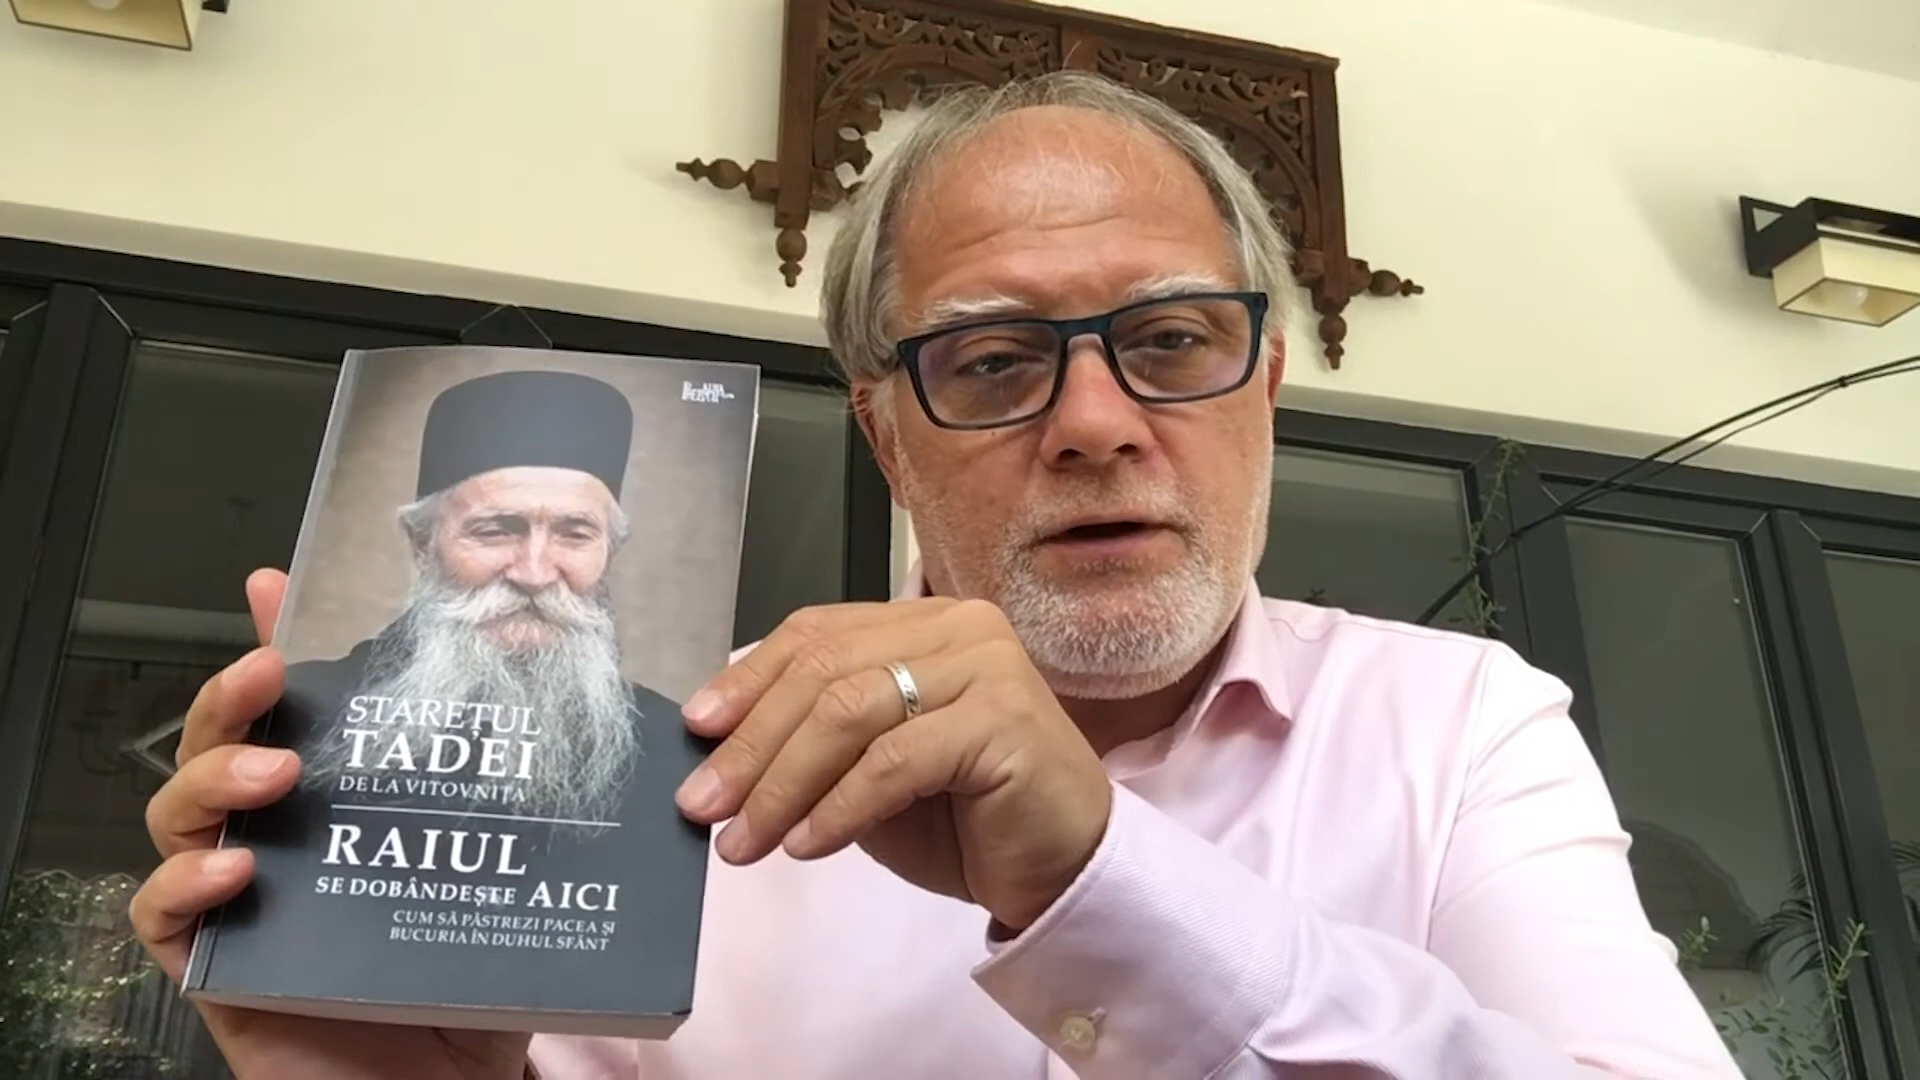 STAREȚUL
TADEI
DE LA VITOVNIȚA
RAIUL
SE DOBÂNDEȘTE AICI
CUM SĂ PĂSTREZI PACEA ȘI
BUCURIA ÎN DUHUL SFÂNT